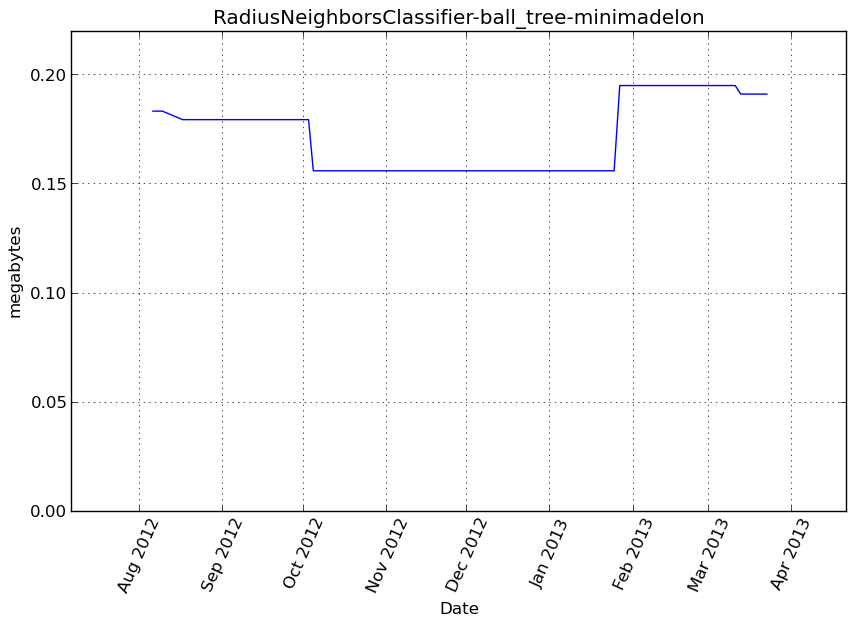 RadiusNeighborsClassifier-ball_tree-minimadelon
0.20
0.15
0.10
0.05
0.00
megabytes
Aug 2012
Sep 2012
Oct 2012
Nov 2012
Dec 2012
Jan 2013
Feb 2013
Mar 2013
Apr 2013
Date